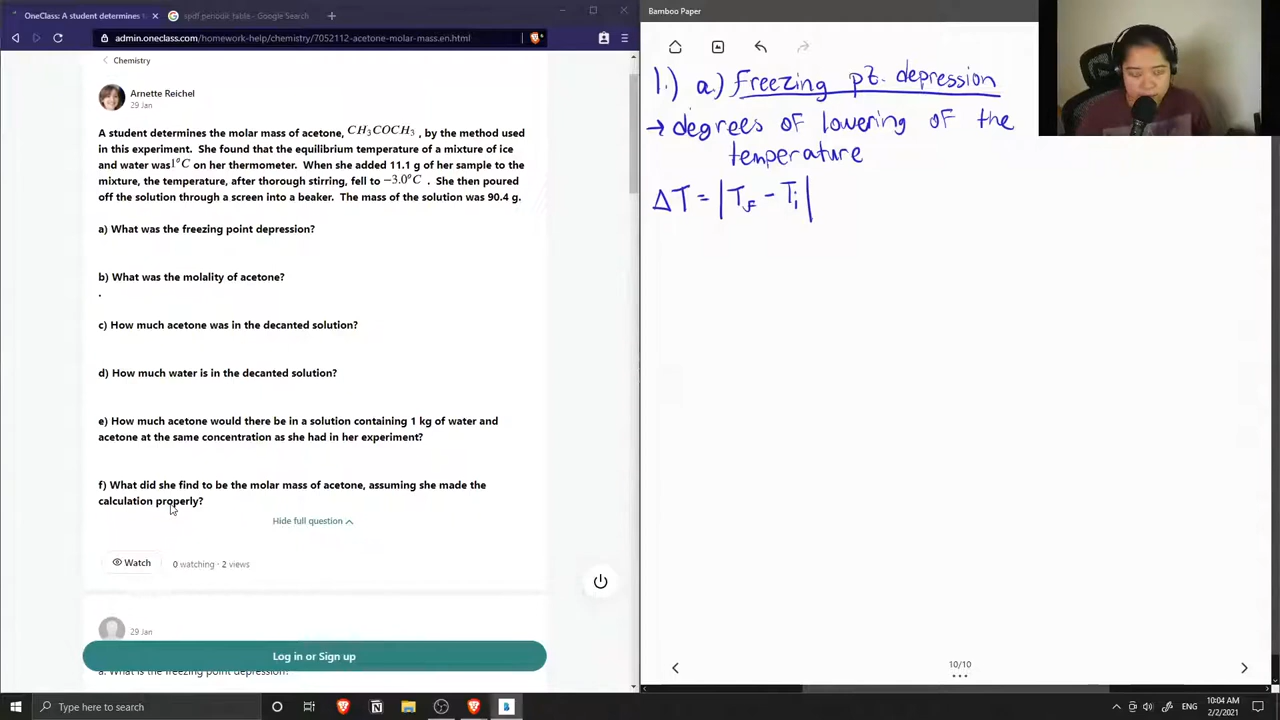 OneClass: A student determines t
spdf periodik table - Google Search
admin.oneclass.com/homework-help/chemistry/7052112-acetone-molar-mass.en.html
Chemistry
Arnette Reichel
29 Jan
A student determines the molar mass of acetone, CH₃COCH₃ , by the method used
in this experiment. She found that the equilibrium temperature of a mixture of ice
and water was1°C on her thermometer. When she added 11.1 g of her sample to the
mixture, the temperature, after thorough stirring, fell to −3.0°C . She then poured
off the solution through a screen into a beaker. The mass of the solution was 90.4 g.
a) What was the freezing point depression?
b) What was the molality of acetone?
.
c) How much acetone was in the decanted solution?
d) How much water is in the decanted solution?
e) How much acetone would there be in a solution containing 1 kg of water and
acetone at the same concentration as she had in her experiment?
f) What did she find to be the molar mass of acetone, assuming she made the
calculation properly?
Hide full question
Watch
0 watching · 2 views
29 Jan
Log in or Sign up
a. What is the freezing point depression?
Bamboo Paper
1.) a.) freezing pt. depression
→ degrees of lowering of the
temperature
ΔT = |T_F − T_i|
10/10
Type here to search
ENG
10:04 AM
2/2/2021